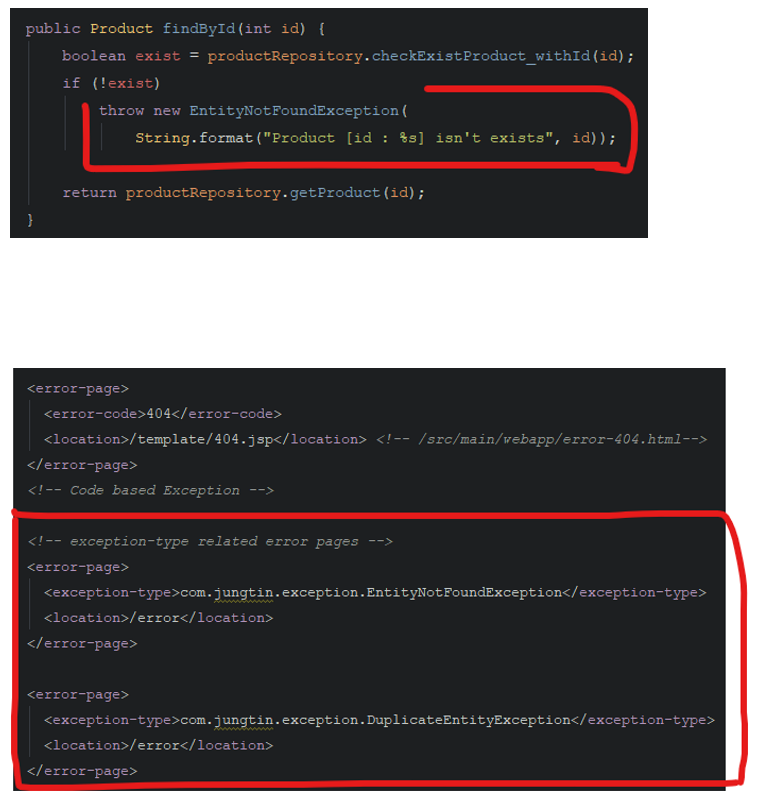 public Product findById(int id) {
boolean exist = productRepository.checkExistProduct_withId(id);
if (!exist)
throw new EntityNotFoundException(
String.format("Product [id : %s] isn't exists", id));
return productRepository.getProduct(id);
}
<error-page>
<error-code>404</error-code>
<location>/template/404.jsp</location> <!-- /src/main/webapp/error-404.html-->
</error-page>
<!-- Code based Exception -->
<!-- exception-type related error pages -->
<error-page>
<exception-type>com.jungtin.exception.EntityNotFoundException</exception-type>
<location>/error</location>
</error-page>
<error-page>
<exception-type>com.jungtin.exception.DuplicateEntityException</exception-type>
<location>/error</location>
</error-page>